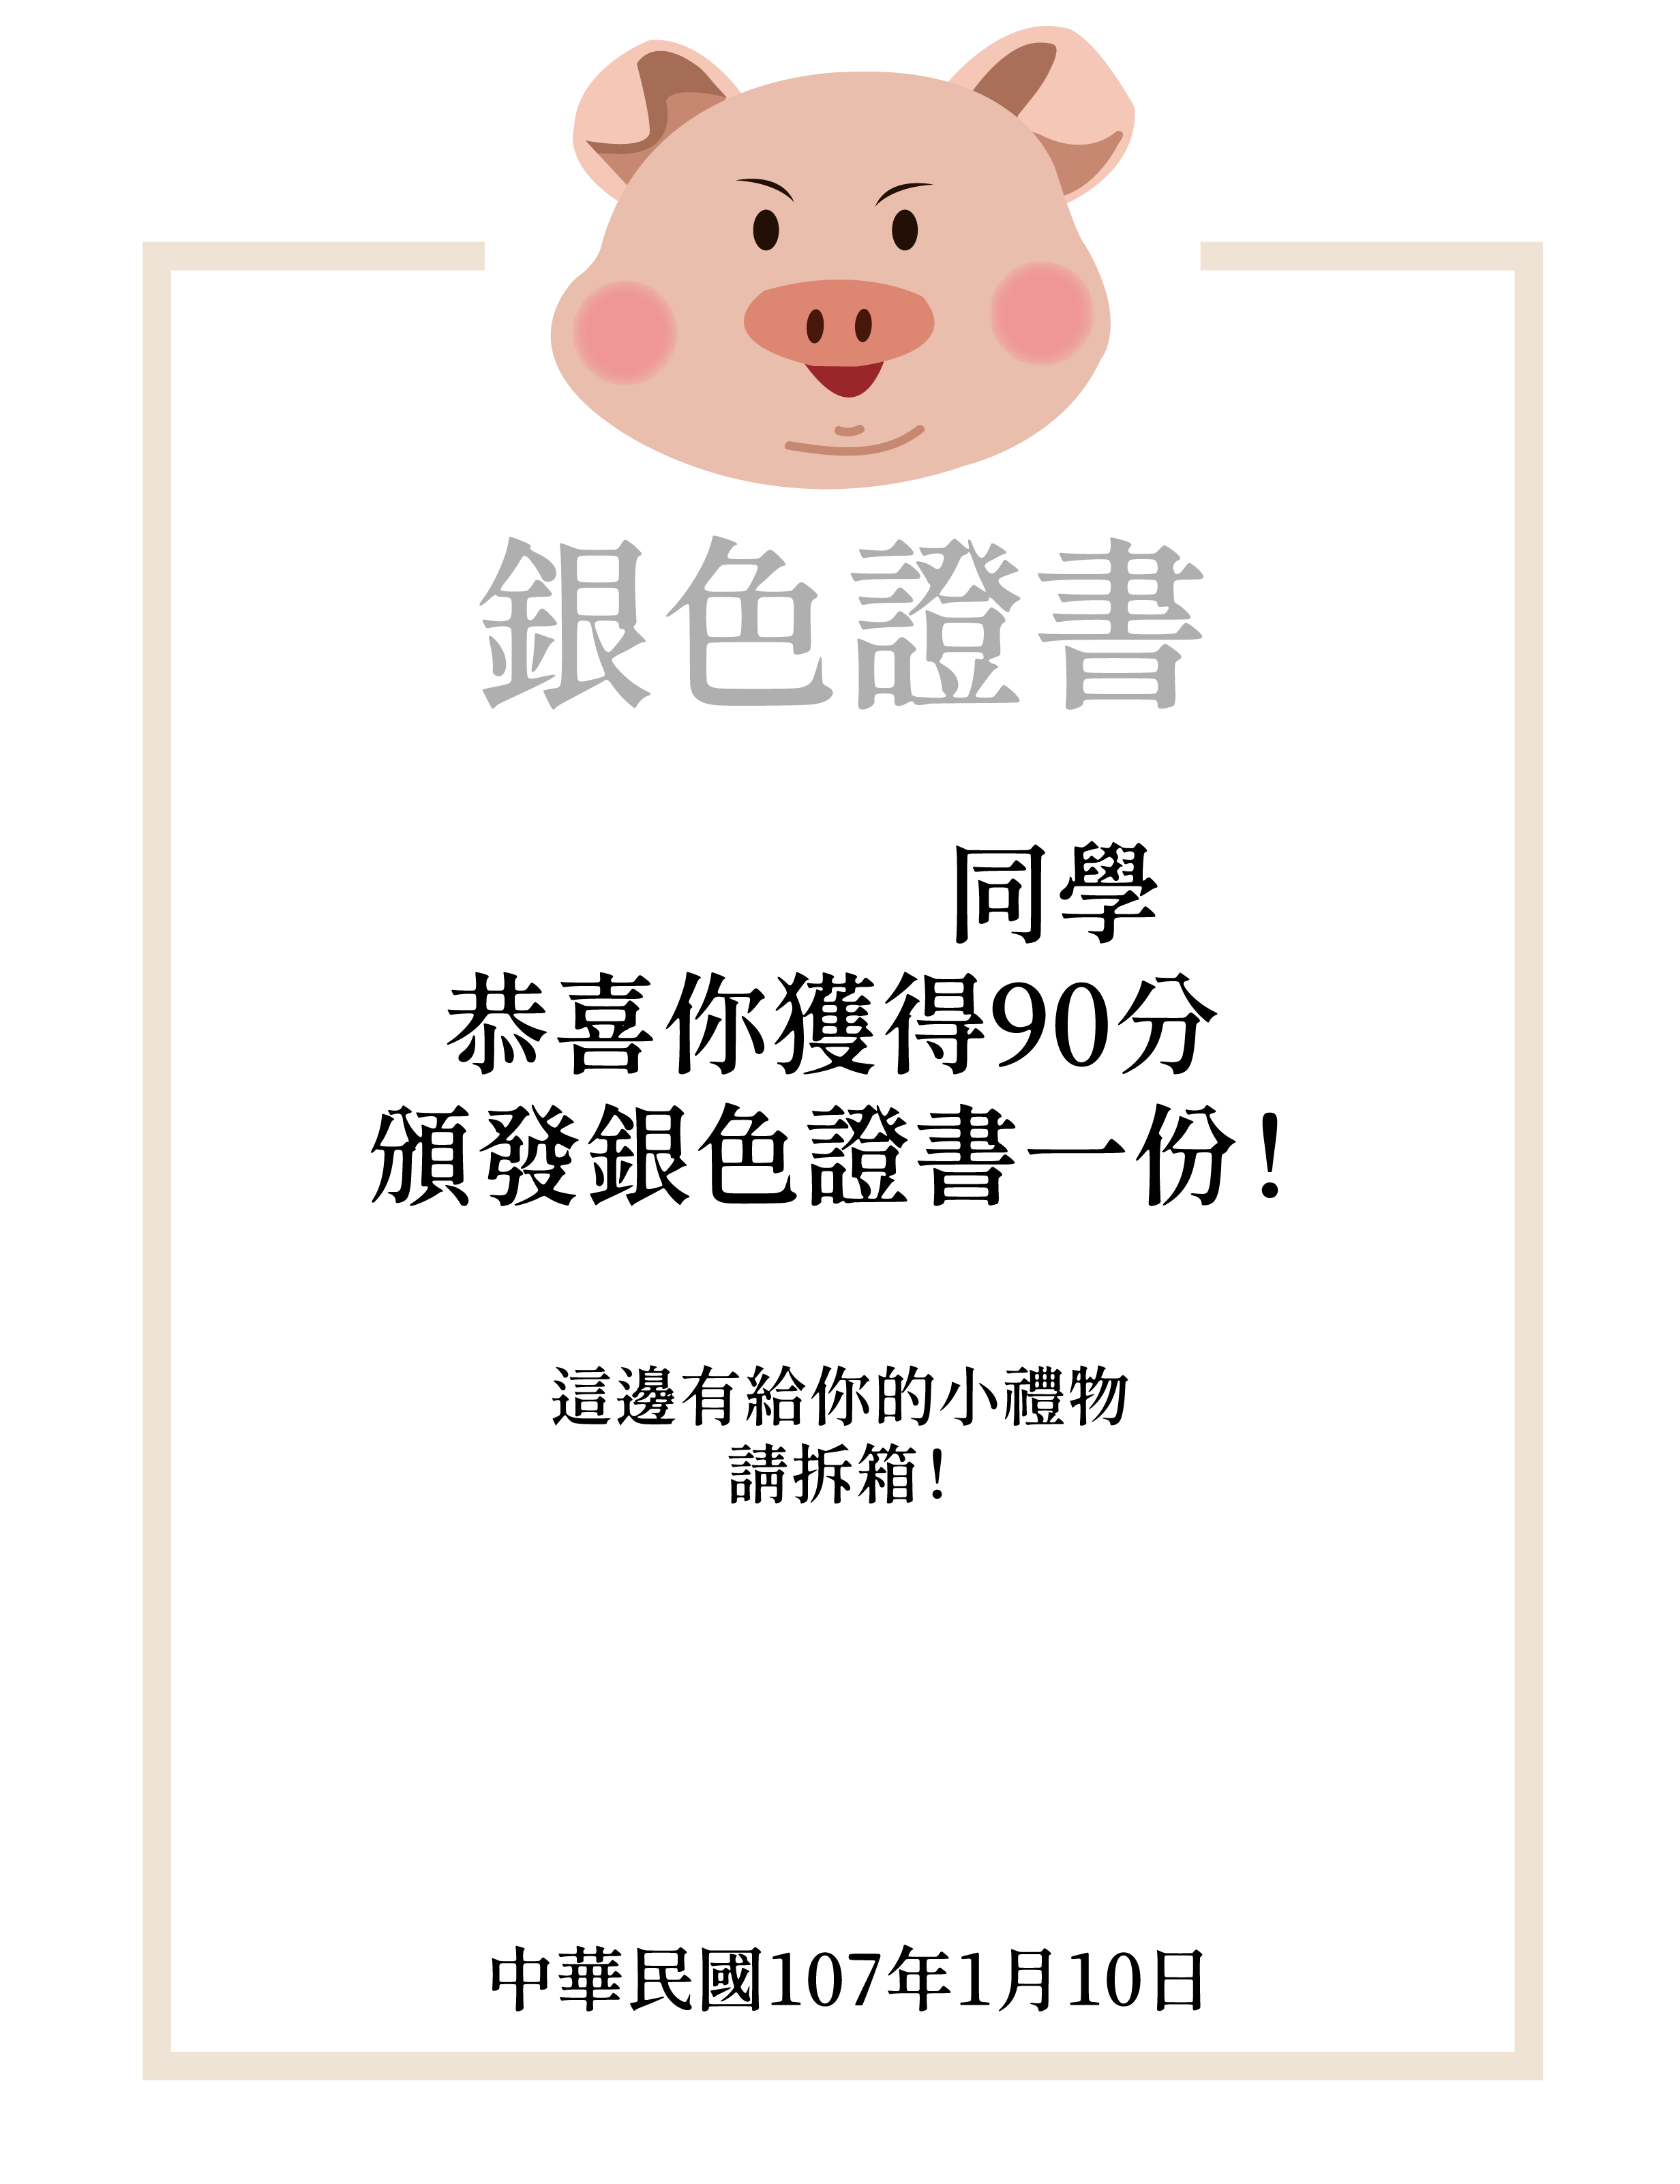 銀色證書
同學
恭喜你獲得90分
頒發銀色證書一份!
這邊有給你的小禮物
請拆箱!
中華民國107年1月10日